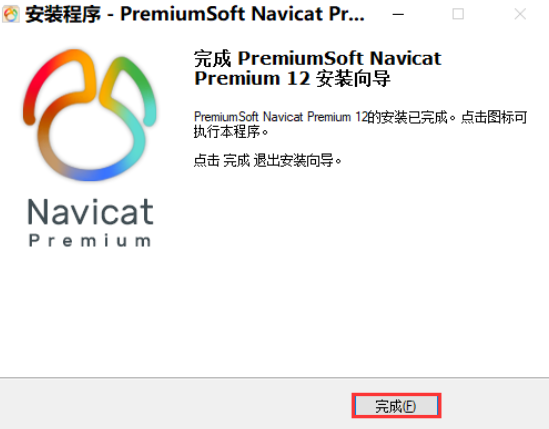 安装程序 - PremiumSoft Navicat Pr...
完成 PremiumSoft Navicat
Premium 12 安装向导
PremiumSoft Navicat Premium 12的安装已完成。点击图标可
执行本程序。
点击 完成 退出安装向导。
Navicat
Premium
完成(F)